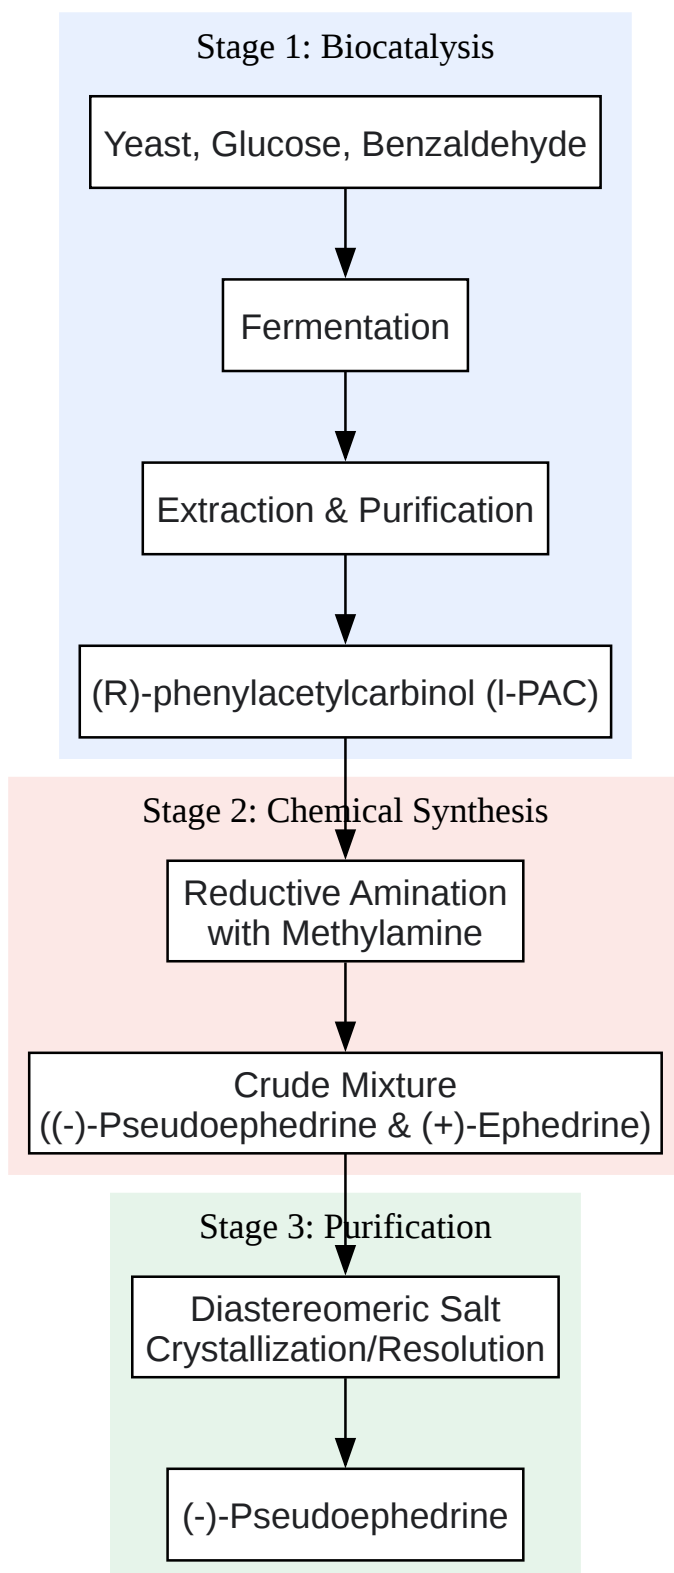 Stage 1: Biocatalysis
Yeast, Glucose, Benzaldehyde
Fermentation
Extraction & Purification
(R)-phenylacetylcarbinol (l-PAC)
Stage 2: Chemical Synthesis
Reductive Amination
with Methylamine
Crude Mixture
((-)-Pseudoephedrine & (+)-Ephedrine)
Stage 3: Purification
Diastereomeric Salt
Crystallization/Resolution
(-)-Pseudoephedrine